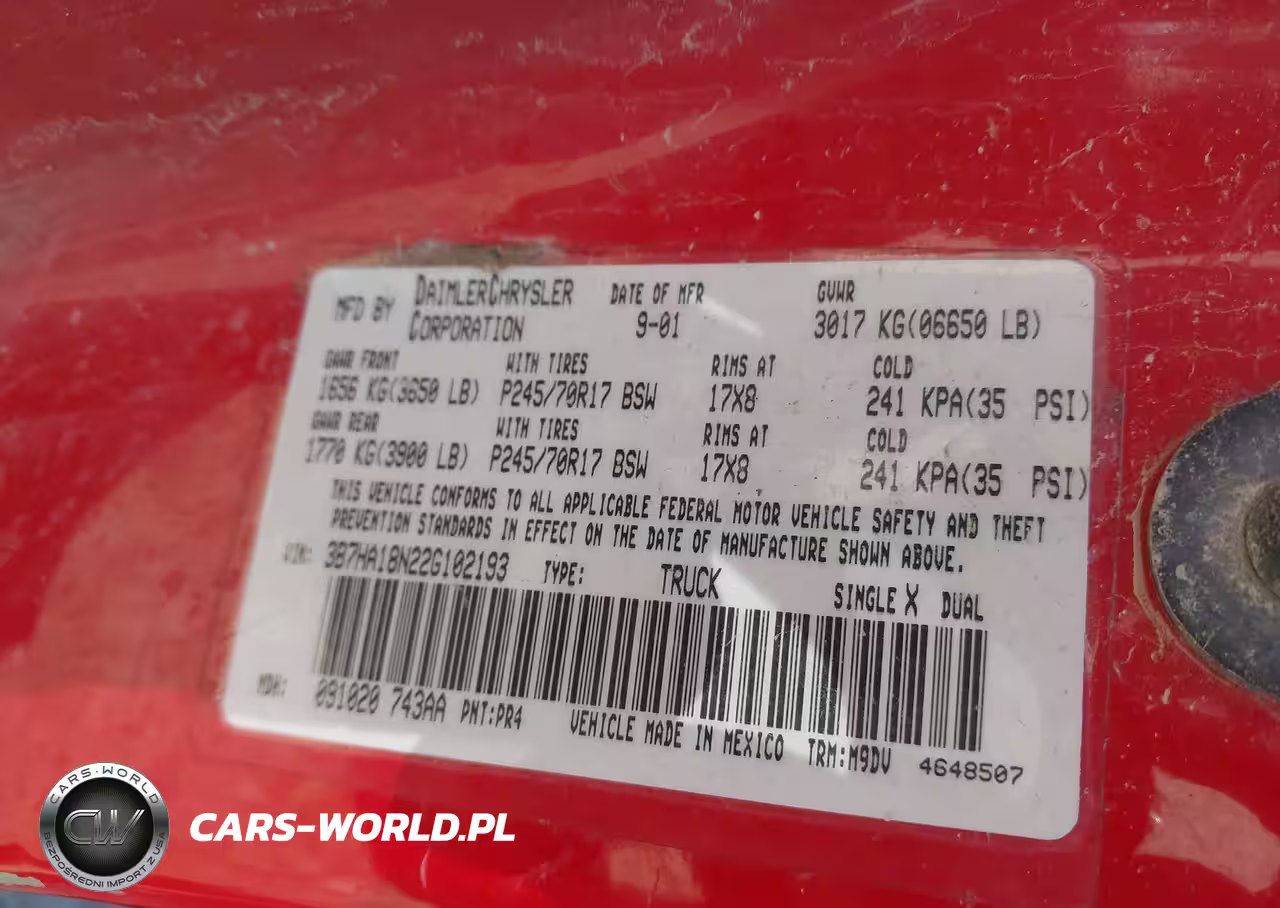 MFD BY DAIMLERCHRYSLER CORPORATION DATE OF MFR 9-01 GVWR 3017 KG(06650 LB)
GAWR FRONT WITH TIRES RIMS AT COLD
1656 KG(3650 LB) P245/70R17 BSW 17X8 241 KPA(35 PSI)
GAWR REAR WITH TIRES RIMS AT COLD
1770 KG(3900 LB) P245/70R17 BSW 17X8 241 KPA(35 PSI)
THIS VEHICLE CONFORMS TO ALL APPLICABLE FEDERAL MOTOR VEHICLE SAFETY AND THEFT
PREVENTION STANDARDS IN EFFECT ON THE DATE OF MANUFACTURE SHOWN ABOVE.
VIN: 3B7HA18N22G102193 TYPE: TRUCK SINGLE X DUAL
MDH: 091020 743AA PNT:PR4 VEHICLE MADE IN MEXICO TRM:M9DV 4648507
CARS-WORLD
CW
BEZPOŚREDNI IMPORT Z USA
CARS-WORLD.PL